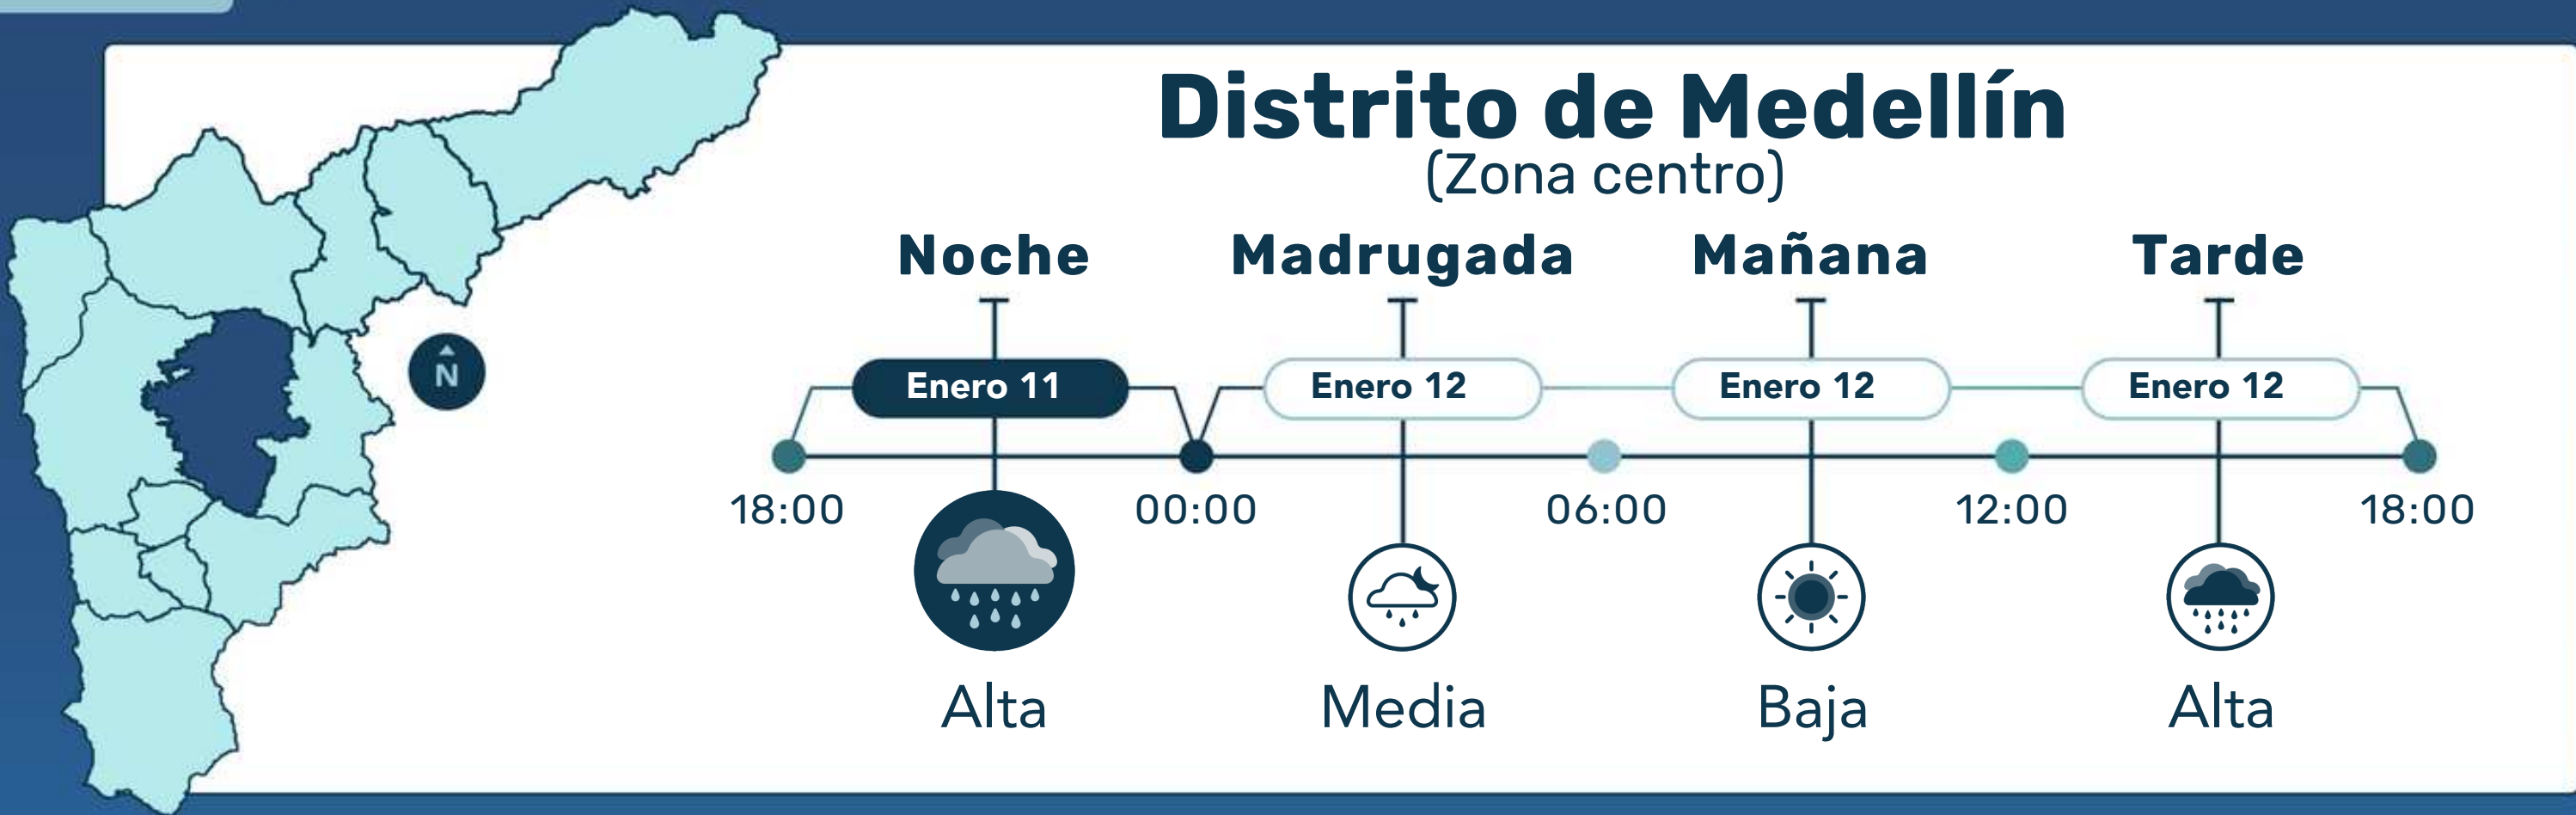 Distrito de Medellín
(Zona centro)
Noche Madrugada Mañana Tarde
Enero 11 Enero 12 Enero 12 Enero 12
N
18:00 00:00 06:00 12:00 18:00
Alta Media Baja Alta